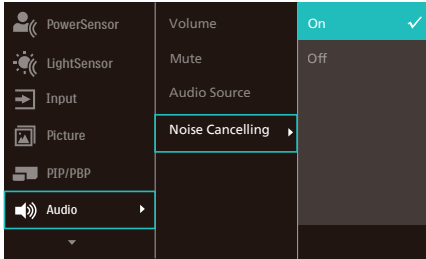 PowerSensor
LightSensor
Input
Picture
PIP/PBP
Audio
Volume
Mute
Audio Source
Noise Cancelling
On
Off